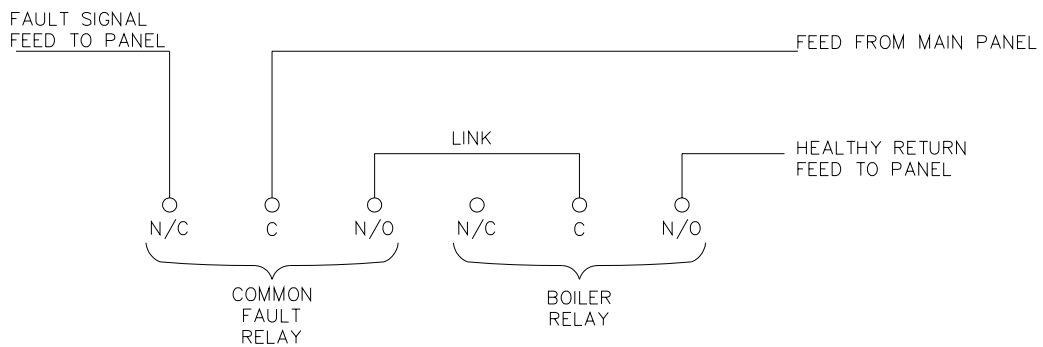 FAULT SIGNAL
FEED TO PANEL
FEED FROM MAIN PANEL
LINK
HEALTHY RETURN
FEED TO PANEL
N/C
C
N/O
N/C
C
N/O
COMMON
FAULT
RELAY
BOILER
RELAY